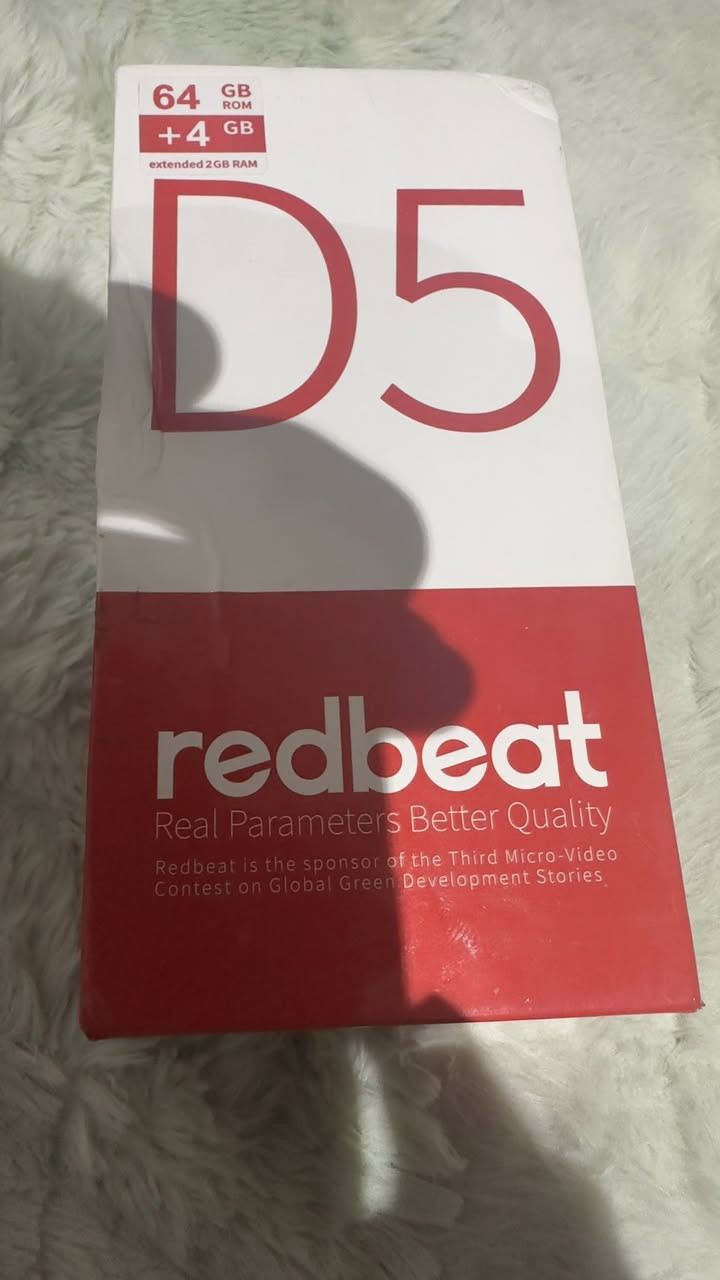 64 GB ROM
+4 GB
extended 2GB RAM
D5
redbeat
Real Parameters Better Quality
Redbeat is the sponsor of the Third Micro-Video
Contest on Global Green Development Stories